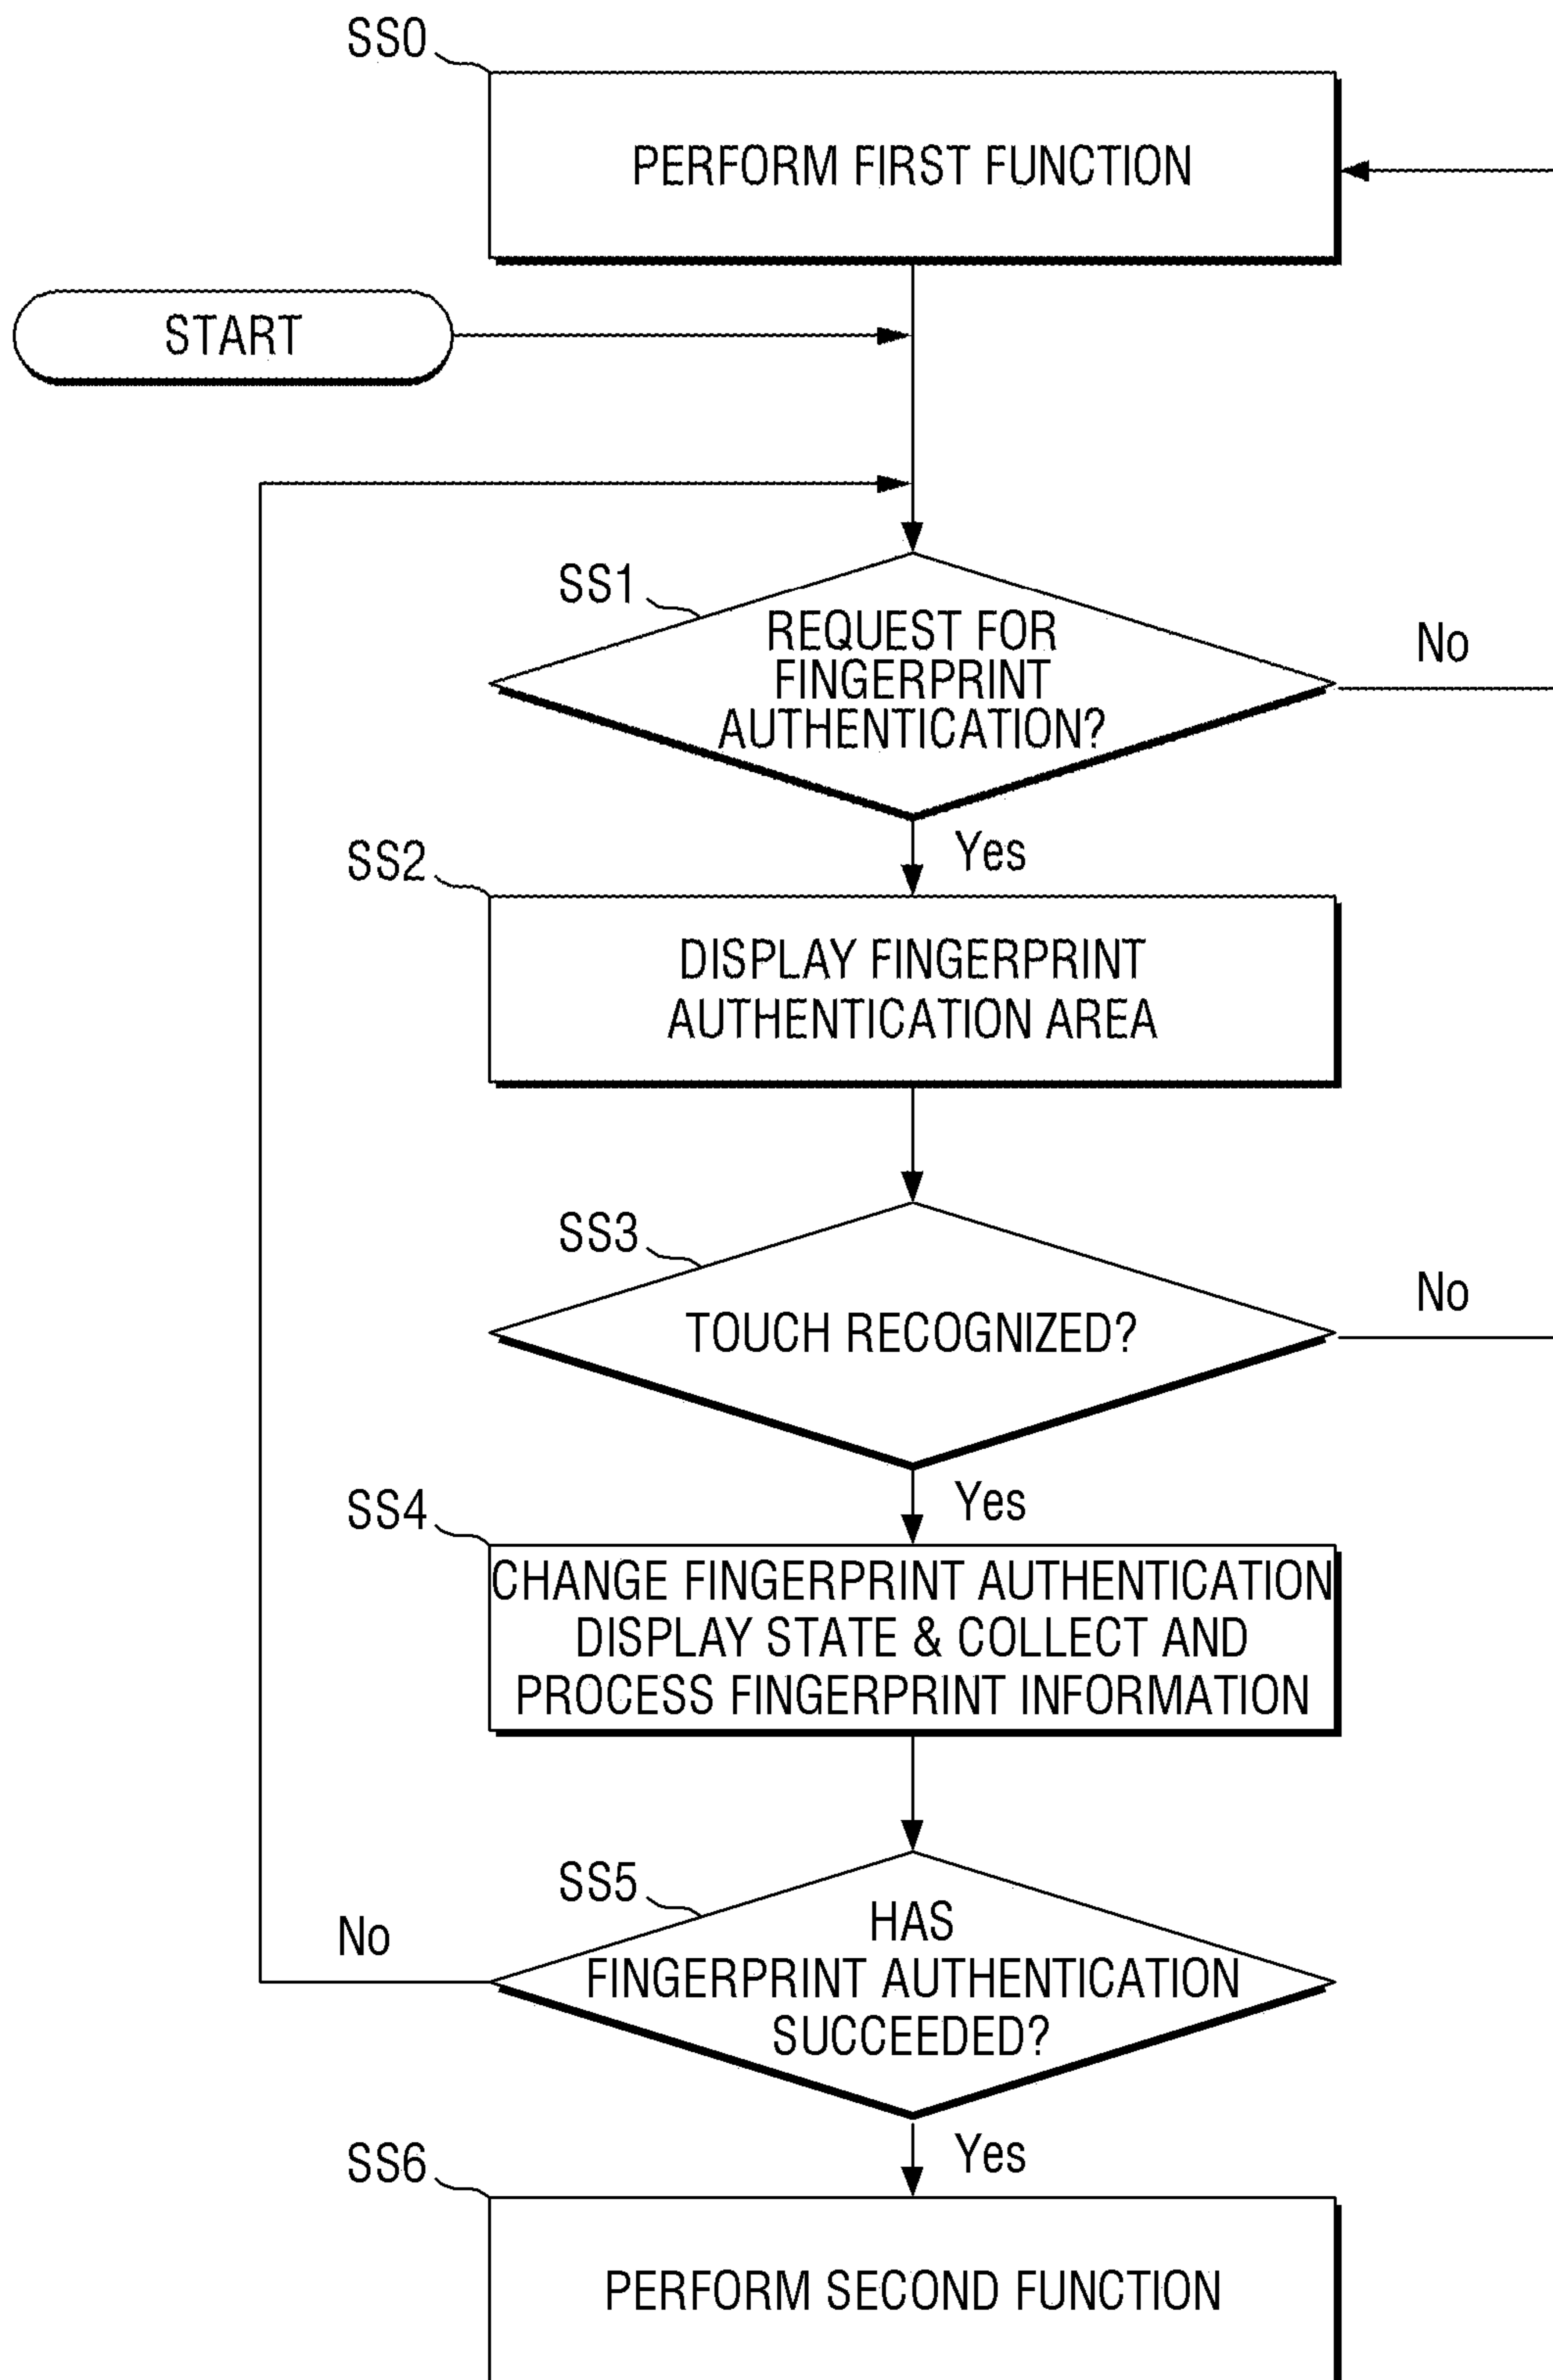 SS0
PERFORM FIRST FUNCTION
START
SS1
REQUEST FOR
FINGERPRINT
AUTHENTICATION?
No
Yes
SS2
DISPLAY FINGERPRINT
AUTHENTICATION AREA
SS3
TOUCH RECOGNIZED?
No
Yes
SS4
CHANGE FINGERPRINT AUTHENTICATION
DISPLAY STATE & COLLECT AND
PROCESS FINGERPRINT INFORMATION
SS5
HAS
FINGERPRINT AUTHENTICATION
SUCCEEDED?
No
Yes
SS6
PERFORM SECOND FUNCTION